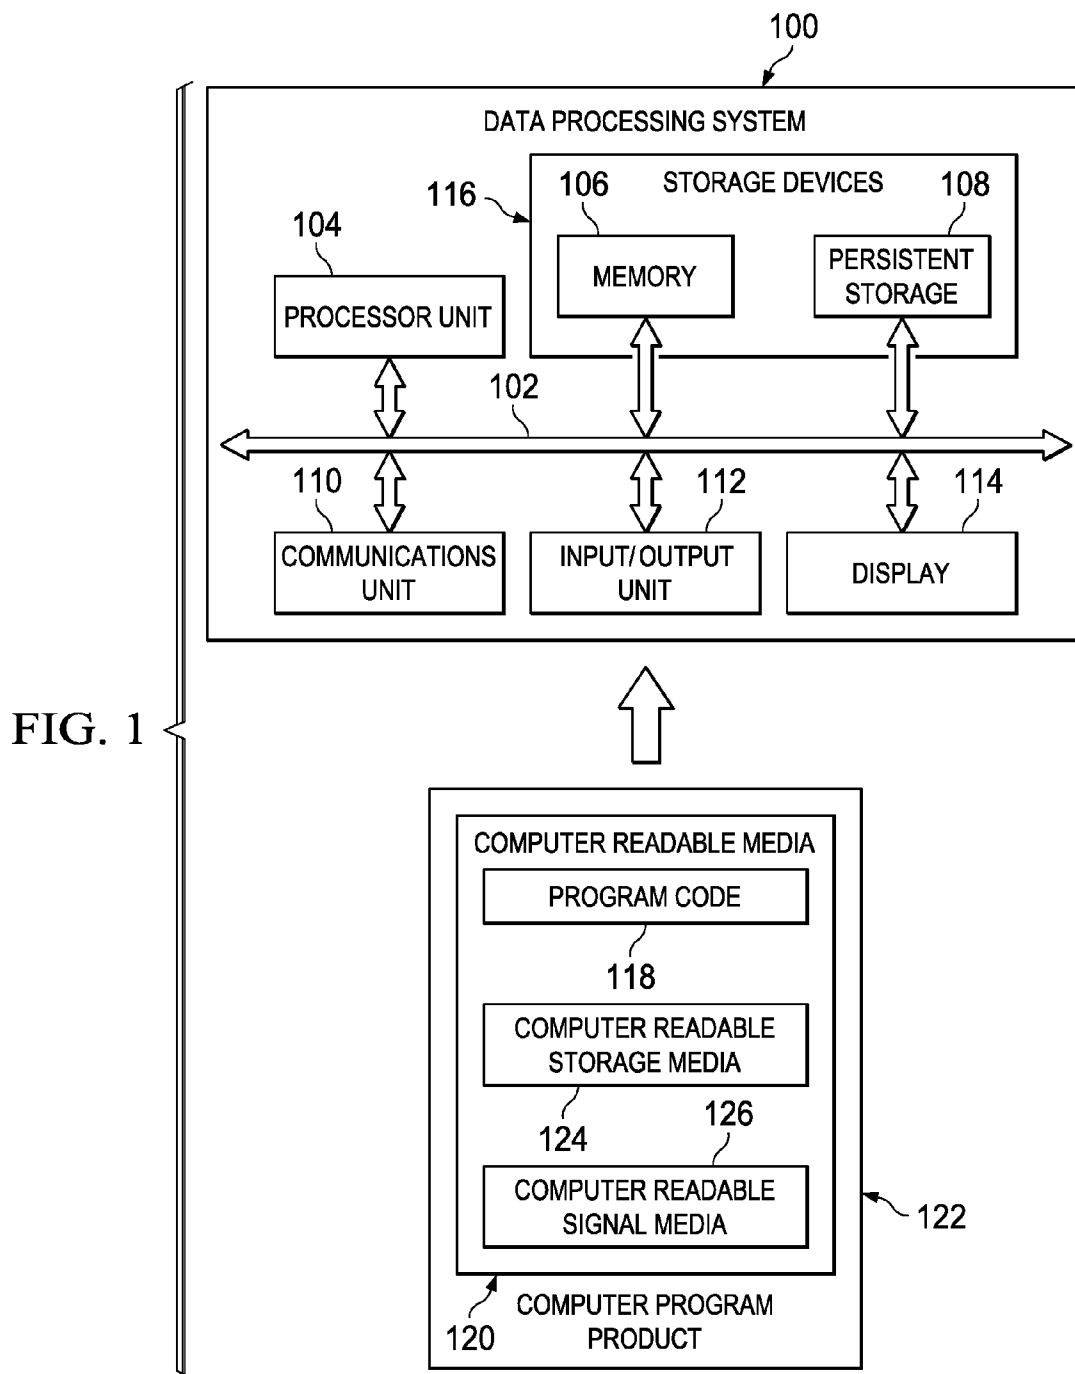 100
DATA PROCESSING SYSTEM
116
106
STORAGE DEVICES
108
104
MEMORY
PERSISTENT
STORAGE
PROCESSOR UNIT
102
110
112
114
COMMUNICATIONS
UNIT
INPUT/OUTPUT
UNIT
DISPLAY
FIG. 1
COMPUTER READABLE MEDIA
PROGRAM CODE
118
COMPUTER READABLE
STORAGE MEDIA
124
126
COMPUTER READABLE
SIGNAL MEDIA
122
120
COMPUTER PROGRAM
PRODUCT